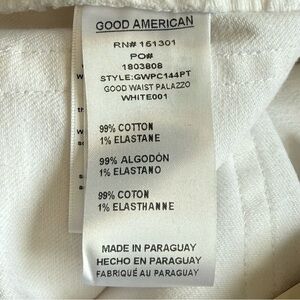 GOOD AMERICAN
RN# 151301
PO#
1803808
STYLE:GWPC144PT
GOOD WAIST PALAZZO
WHITE001
99% COTTON
1% ELASTANE
99% ALGODÓN
1% ELASTANO
99% COTON
1% ELASTHANNE
MADE IN PARAGUAY
HECHO EN PARAGUAY
FABRIQUÉ AU PARAGUAY